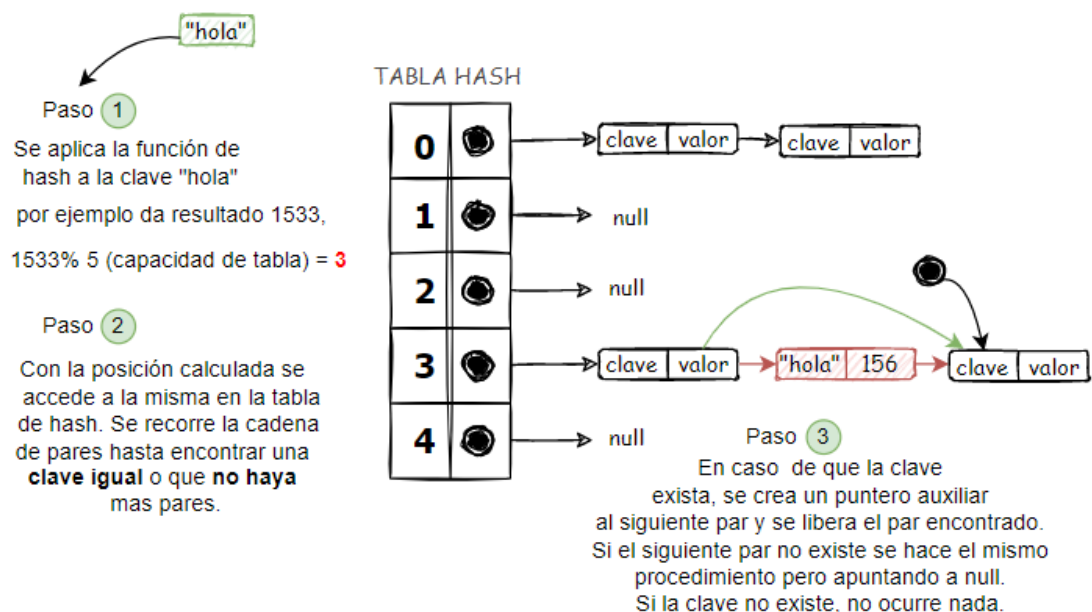 "hola"
Paso 1
Se aplica la función de
hash a la clave "hola"
por ejemplo da resultado 1533,
1533% 5 (capacidad de tabla) = 3
Paso 2
Con la posición calculada se
accede a la misma en la tabla
de hash. Se recorre la cadena
de pares hasta encontrar una
clave igual o que no haya
mas pares.
TABLA HASH
0 clave valor clave valor
1 null
2 null
3 clave valor "hola" 156 clave valor
4 null
Paso 3
En caso de que la clave
exista, se crea un puntero auxiliar
al siguiente par y se libera el par encontrado.
Si el siguiente par no existe se hace el mismo
procedimiento pero apuntando a null.
Si la clave no existe, no ocurre nada.